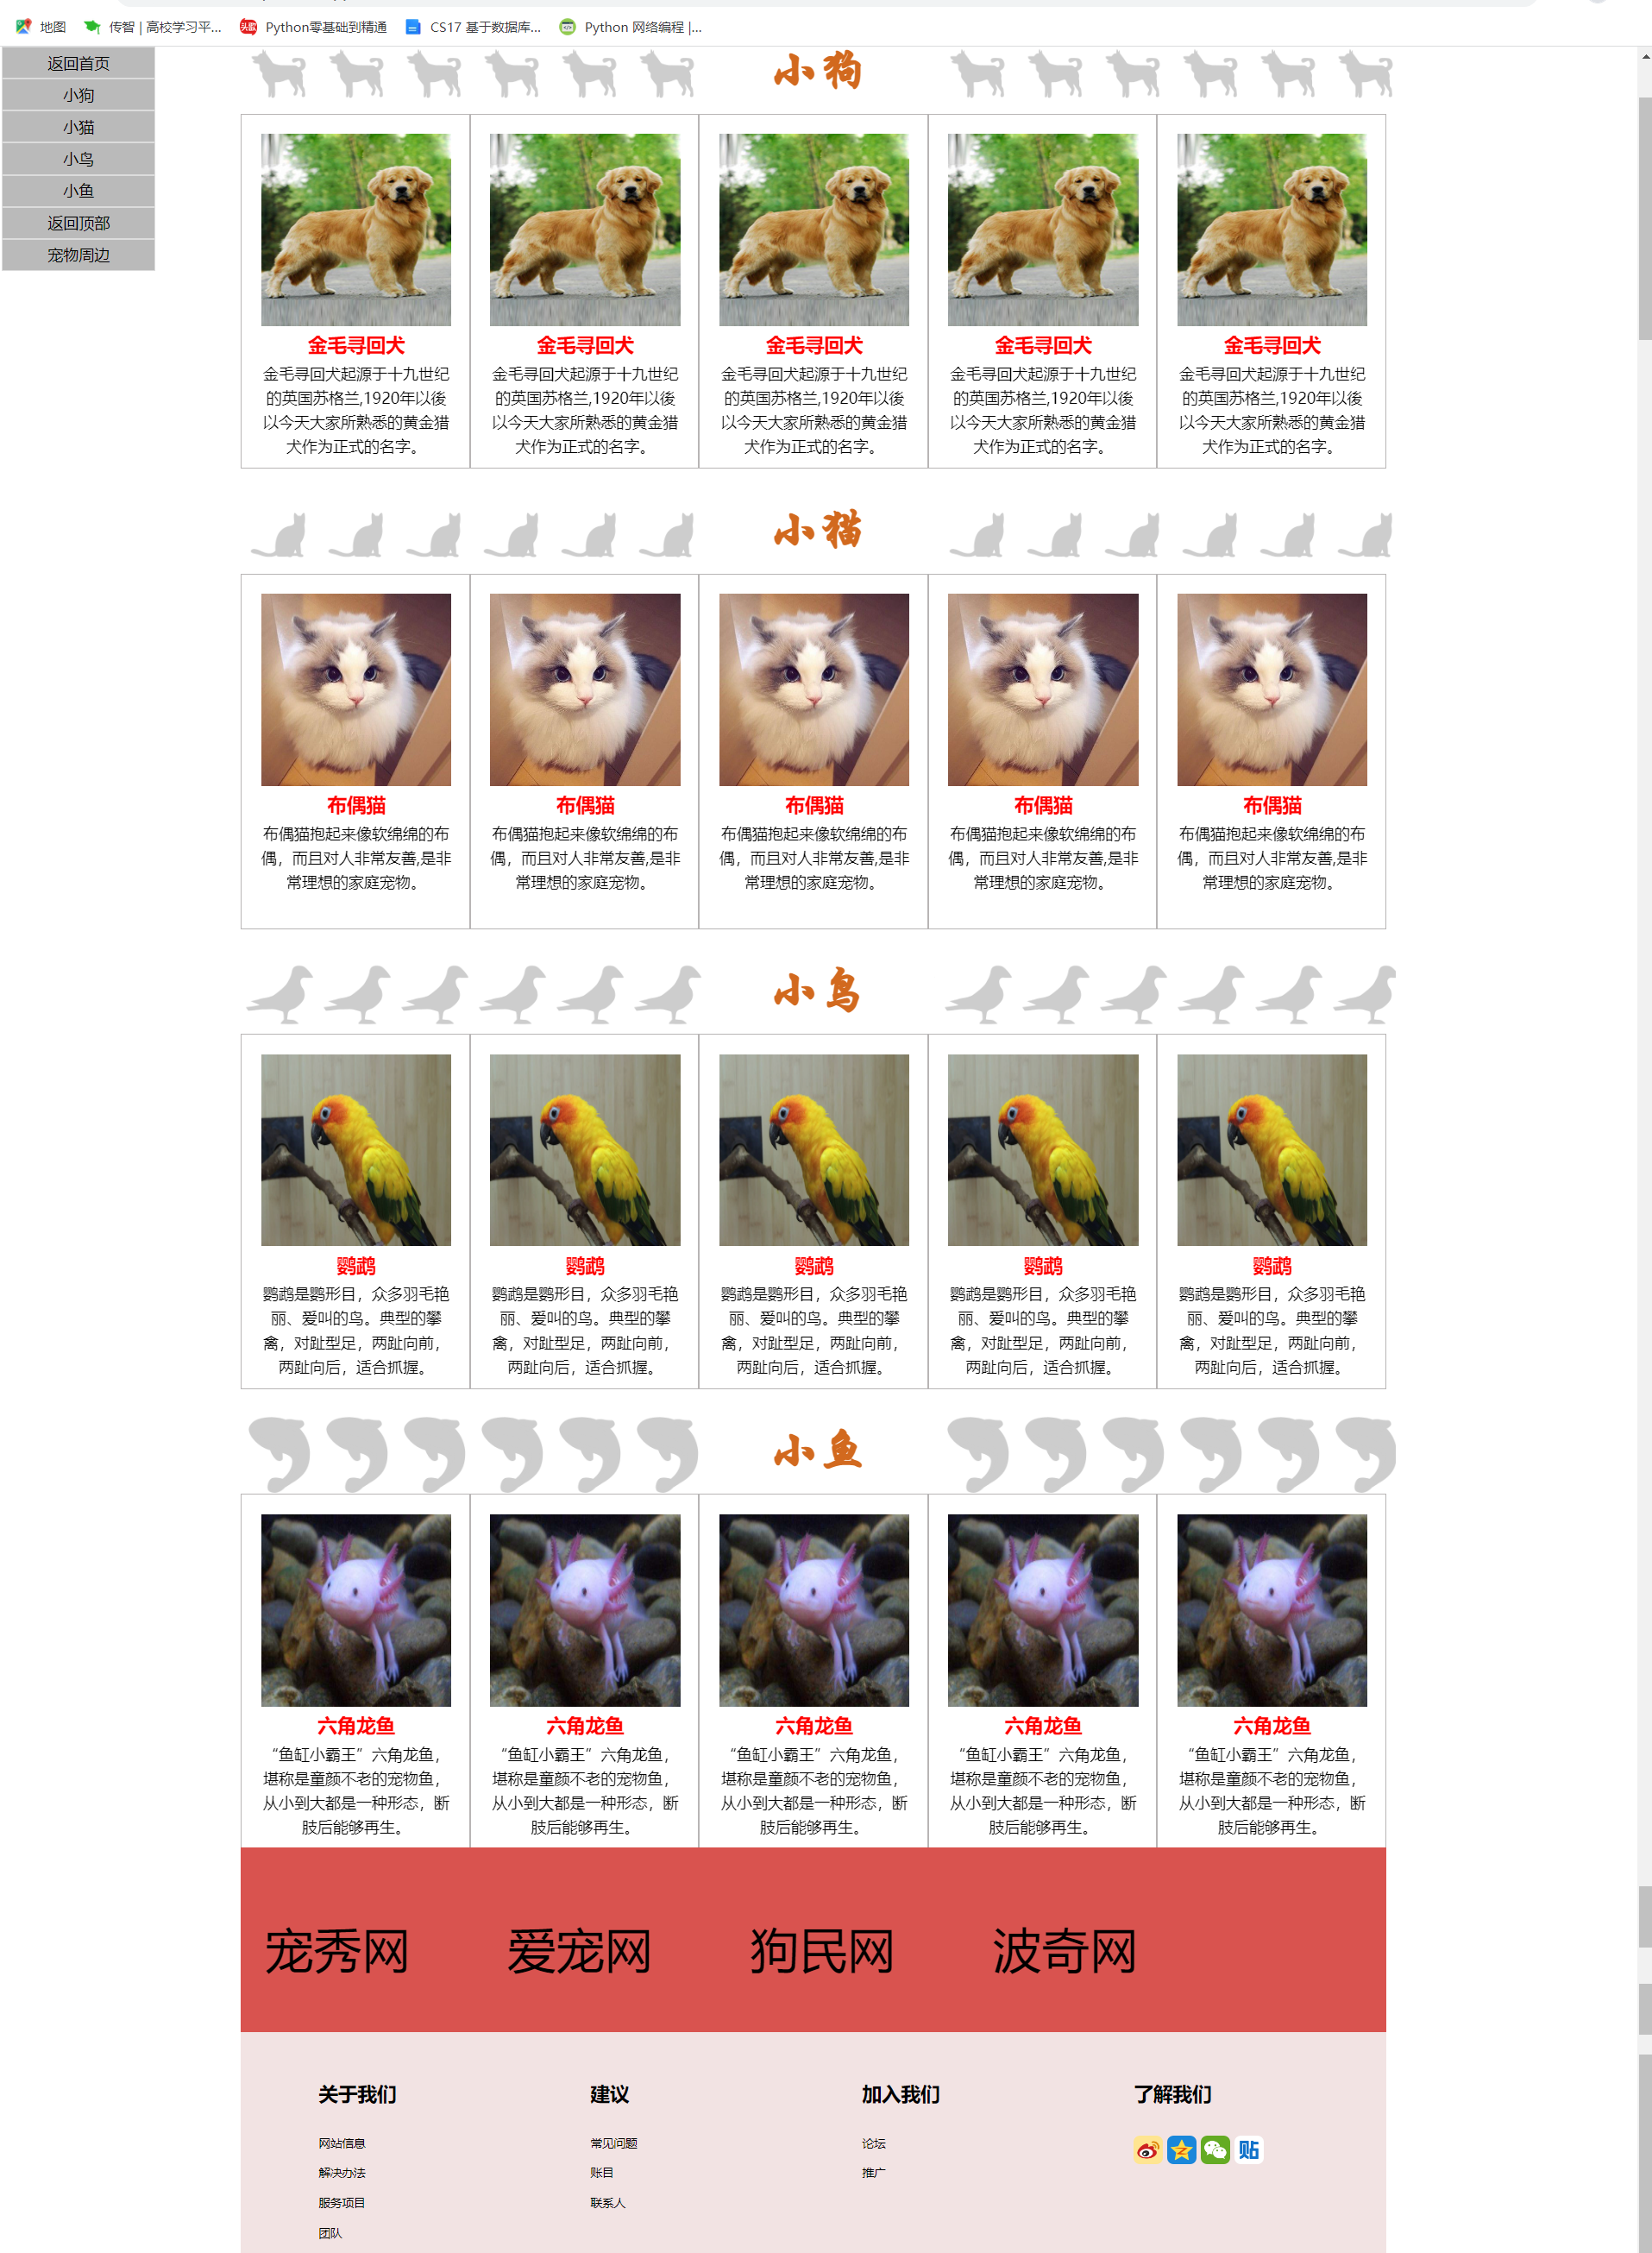 地图 传智 | 高校学习平... Python零基础到精通 CS17 基于数据库... Python 网络编程 |...
返回首页
小狗
小猫
小鸟
小鱼
返回顶部
宠物周边
小狗
金毛寻回犬 金毛寻回犬 金毛寻回犬 金毛寻回犬 金毛寻回犬
金毛寻回犬起源于十九世纪 金毛寻回犬起源于十九世纪 金毛寻回犬起源于十九世纪 金毛寻回犬起源于十九世纪 金毛寻回犬起源于十九世纪
的英国苏格兰,1920年以後 的英国苏格兰,1920年以後 的英国苏格兰,1920年以後 的英国苏格兰,1920年以後 的英国苏格兰,1920年以後
以今天大家所熟悉的黄金猎 以今天大家所熟悉的黄金猎 以今天大家所熟悉的黄金猎 以今天大家所熟悉的黄金猎 以今天大家所熟悉的黄金猎
犬作为正式的名字。 犬作为正式的名字。 犬作为正式的名字。 犬作为正式的名字。 犬作为正式的名字。
小猫
布偶猫 布偶猫 布偶猫 布偶猫 布偶猫
布偶猫抱起来像软绵绵的布 布偶猫抱起来像软绵绵的布 布偶猫抱起来像软绵绵的布 布偶猫抱起来像软绵绵的布 布偶猫抱起来像软绵绵的布
偶，而且对人非常友善,是非 偶，而且对人非常友善,是非 偶，而且对人非常友善,是非 偶，而且对人非常友善,是非 偶，而且对人非常友善,是非
常理想的家庭宠物。 常理想的家庭宠物。 常理想的家庭宠物。 常理想的家庭宠物。 常理想的家庭宠物。
小鸟
鹦鹉 鹦鹉 鹦鹉 鹦鹉 鹦鹉
鹦鹉是鹦形目，众多羽毛艳 鹦鹉是鹦形目，众多羽毛艳 鹦鹉是鹦形目，众多羽毛艳 鹦鹉是鹦形目，众多羽毛艳 鹦鹉是鹦形目，众多羽毛艳
丽、爱叫的鸟。典型的攀 丽、爱叫的鸟。典型的攀 丽、爱叫的鸟。典型的攀 丽、爱叫的鸟。典型的攀 丽、爱叫的鸟。典型的攀
禽，对趾型足，两趾向前， 禽，对趾型足，两趾向前， 禽，对趾型足，两趾向前， 禽，对趾型足，两趾向前， 禽，对趾型足，两趾向前，
两趾向后，适合抓握。 两趾向后，适合抓握。 两趾向后，适合抓握。 两趾向后，适合抓握。 两趾向后，适合抓握。
小鱼
六角龙鱼 六角龙鱼 六角龙鱼 六角龙鱼 六角龙鱼
“鱼缸小霸王”六角龙鱼， “鱼缸小霸王”六角龙鱼， “鱼缸小霸王”六角龙鱼， “鱼缸小霸王”六角龙鱼， “鱼缸小霸王”六角龙鱼，
堪称是童颜不老的宠物鱼， 堪称是童颜不老的宠物鱼， 堪称是童颜不老的宠物鱼， 堪称是童颜不老的宠物鱼， 堪称是童颜不老的宠物鱼，
从小到大都是一种形态，断 从小到大都是一种形态，断 从小到大都是一种形态，断 从小到大都是一种形态，断 从小到大都是一种形态，断
肢后能够再生。 肢后能够再生。 肢后能够再生。 肢后能够再生。 肢后能够再生。
宠秀网 爱宠网 狗民网 波奇网
关于我们 建议 加入我们 了解我们
网站信息 常见问题 论坛 贴
解决办法 账目 推广
服务项目 联系人
团队